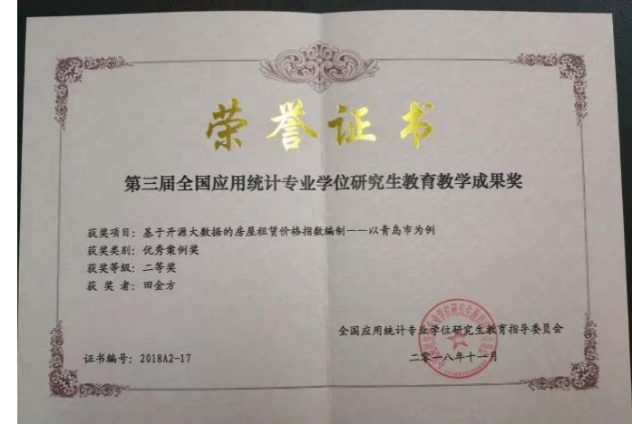 荣誉证书
第三届全国应用统计专业学位研究生教育教学成果奖
获奖项目：基于开源大数据的房屋租赁价格指数编制——以青岛市为例
获奖类别：优秀案例奖
获奖等级：二等奖
获奖者：田金方
全国应用统计专业学位研究生教育指导委员会
二零一八年十一月
证书编号：2018A2-17